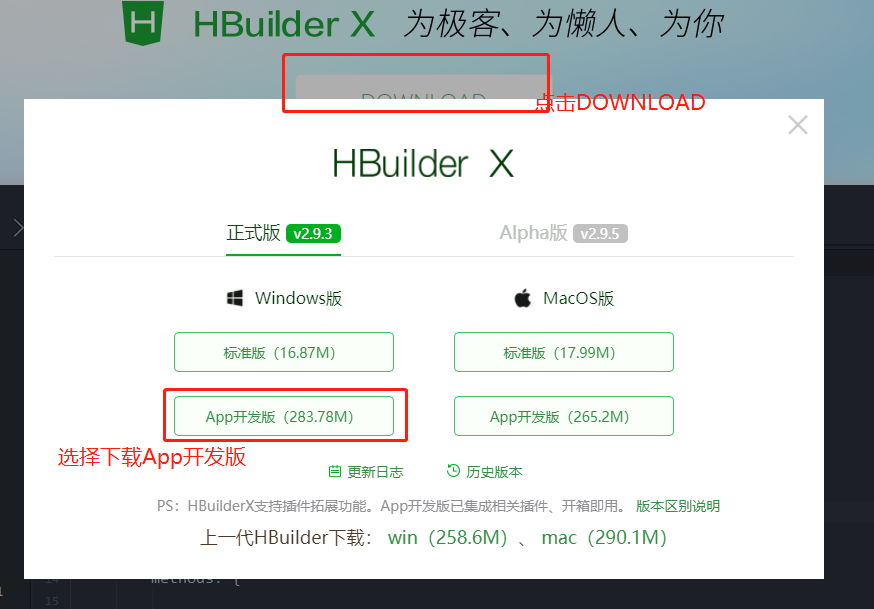 H HBuilder X 为极客、为懒人、为你
DOWNLOAD
点击DOWNLOAD
HBuilder X
正式版 v2.9.3 Alpha版 v2.9.5
Windows版 MacOS版
标准版（16.87M） 标准版（17.99M）
App开发版（283.78M） App开发版（265.2M）
选择下载App开发版
更新日志 历史版本
PS：HBuilderX支持插件拓展功能。App开发版已集成相关插件、开箱即用。 版本区别说明
上一代HBuilder下载： win（258.6M） 、 mac（290.1M）
14 methods: {
15